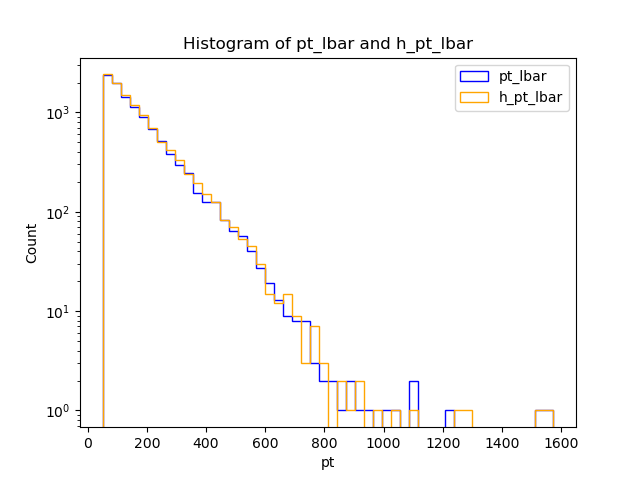 Histogram of pt_lbar and h_pt_lbar
pt_lbar
h_pt_lbar
Count
10³
10²
10¹
10⁰
0 200 400 600 800 1000 1200 1400 1600
pt